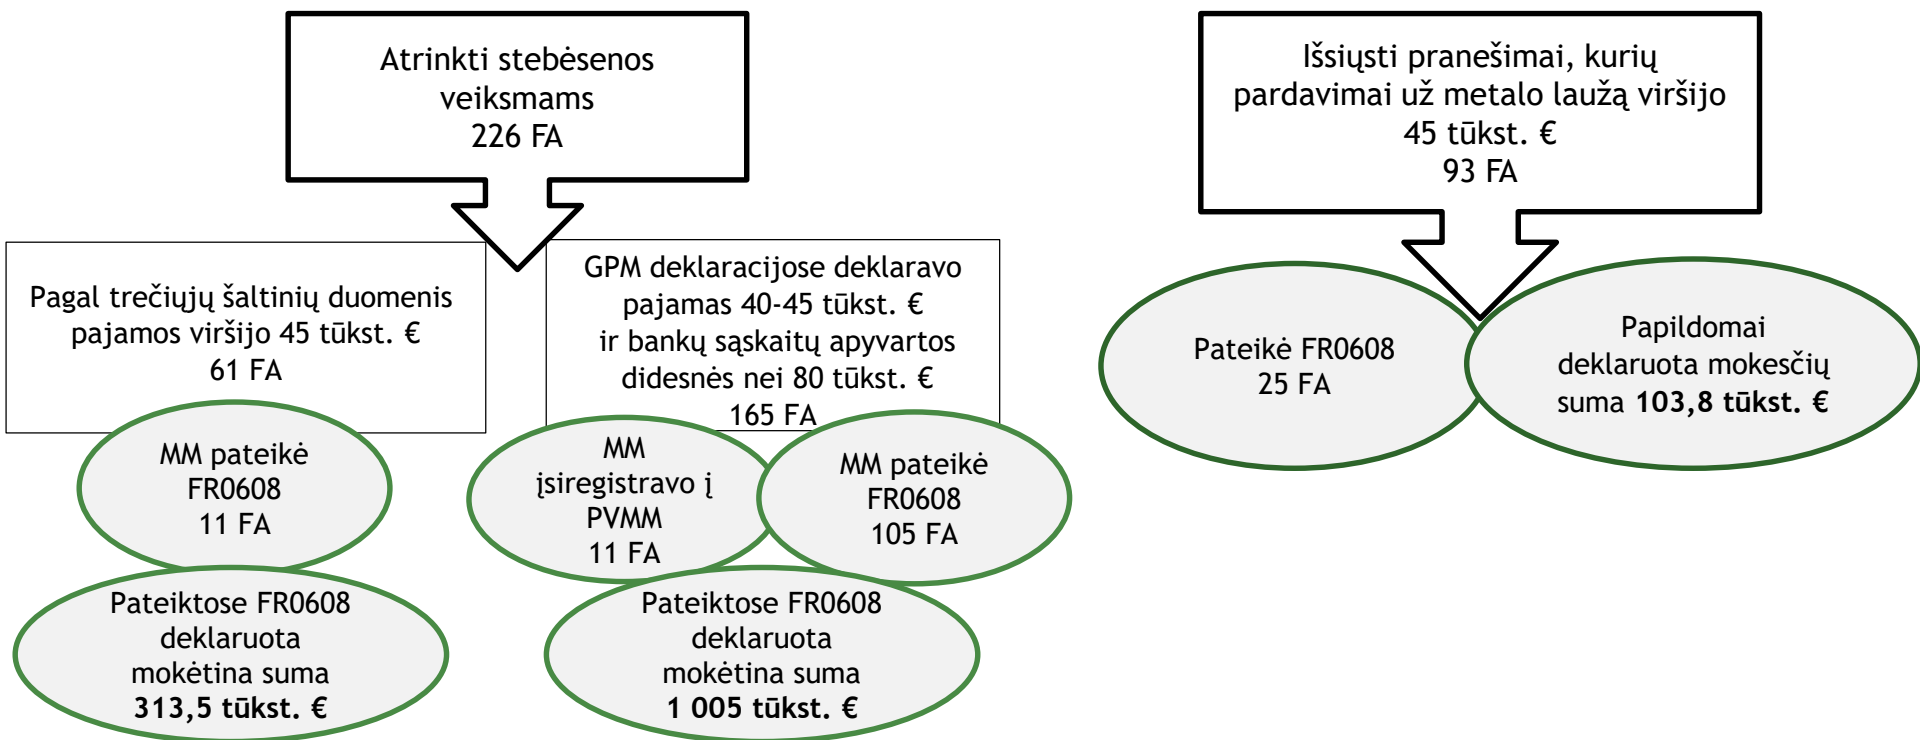 Atrinkti stebėsenos
veiksmams
226 FA
Pagal trečiųjų šaltinių duomenis
pajamos viršijo 45 tūkst. €
61 FA
GPM deklaracijose deklaravo
pajamas 40-45 tūkst. €
ir bankų sąskaitų apyvartos
didesnės nei 80 tūkst. €
165 FA
MM pateikė
FR0608
11 FA
MM
įsiregistravo į
PVMM
11 FA
MM pateikė
FR0608
105 FA
Pateiktose FR0608
deklaruota
mokėtina suma
313,5 tūkst. €
Pateiktose FR0608
deklaruota
mokėtina suma
1 005 tūkst. €
Išsiųsti pranešimai, kurių
pardavimai už metalo laužą viršijo
45 tūkst. €
93 FA
Pateikė FR0608
25 FA
Papildomai
deklaruota mokesčių
suma 103,8 tūkst. €